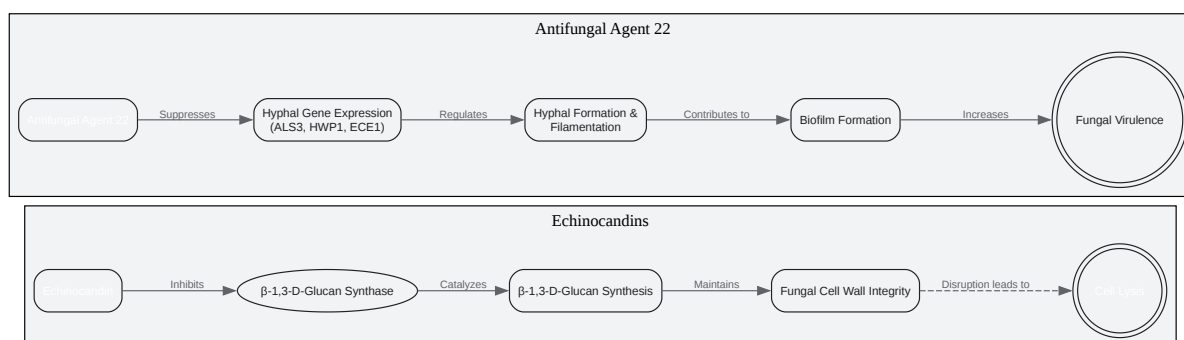 Antifungal Agent 22
Antifungal Agent 22
Suppresses
Hyphal Gene Expression
(ALS3, HWP1, ECE1)
Regulates
Hyphal Formation &
Filamentation
Contributes to
Biofilm Formation
Increases
Fungal Virulence
Echinocandins
Echinocandin
Inhibits
β-1,3-D-Glucan Synthase
Catalyzes
β-1,3-D-Glucan Synthesis
Maintains
Fungal Cell Wall Integrity
Disruption leads to
Cell Lysis